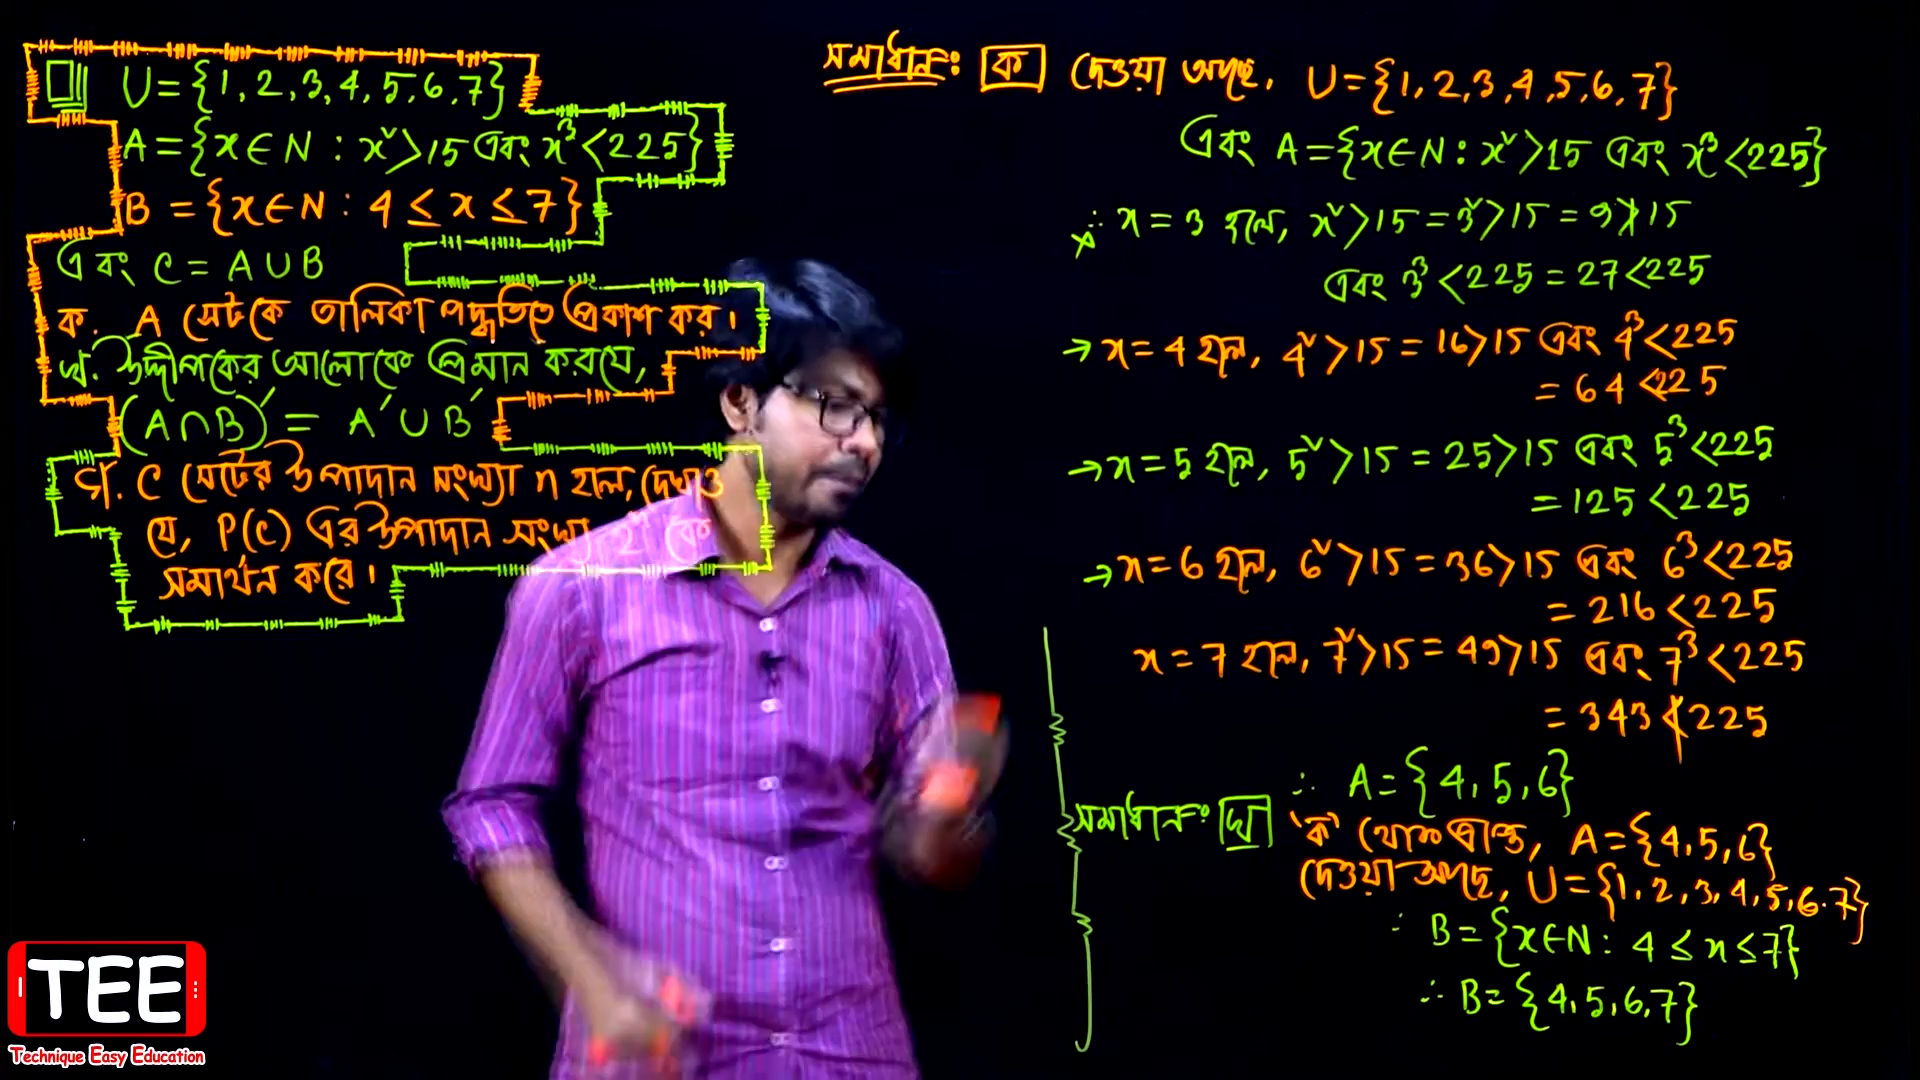 U={1,2,3,4,5,6,7}
A={x∈N : x²>15 এবং x³<225}
B={x∈N : 4≤x≤7}
এবং C=A∪B
ক. A সেটকে তালিকা পদ্ধতিতে প্রকাশ কর।
খ. উদ্দীপকের আলোকে প্রমান করযে,
(A∩B)′ = A′∪B′
গ. C সেটের উপাদান সংখ্যা n হলে, দেখাও
যে, P(C) এর উপাদান সংখ্যা 2ⁿ কে
সমর্থন করে।
সমাধান: ক দেওয়া আছে, U={1,2,3,4,5,6,7}
এবং A={x∈N : x²>15 এবং x³<225}
∴ x=3 হলে, x²>15=3²>15=9≯15
এবং 3³<225=27<225
→ x=4 হলে, 4²>15=16>15 এবং 4³<225
=64<225
→ x=5 হলে, 5²>15=25>15 এবং 5³<225
=125<225
→ x=6 হলে, 6²>15=36>15 এবং 6³<225
=216<225
x=7 হলে, 7²>15=49>15 এবং 7³<225
=343≮225
∴ A={4,5,6}
সমাধান: খ 'ক' থেকে প্রাপ্ত, A={4,5,6}
দেওয়া আছে, U={1,2,3,4,5,6,7}
∴ B={x∈N : 4≤x≤7}
∴ B={4,5,6,7}
TEE
Technique Easy Education